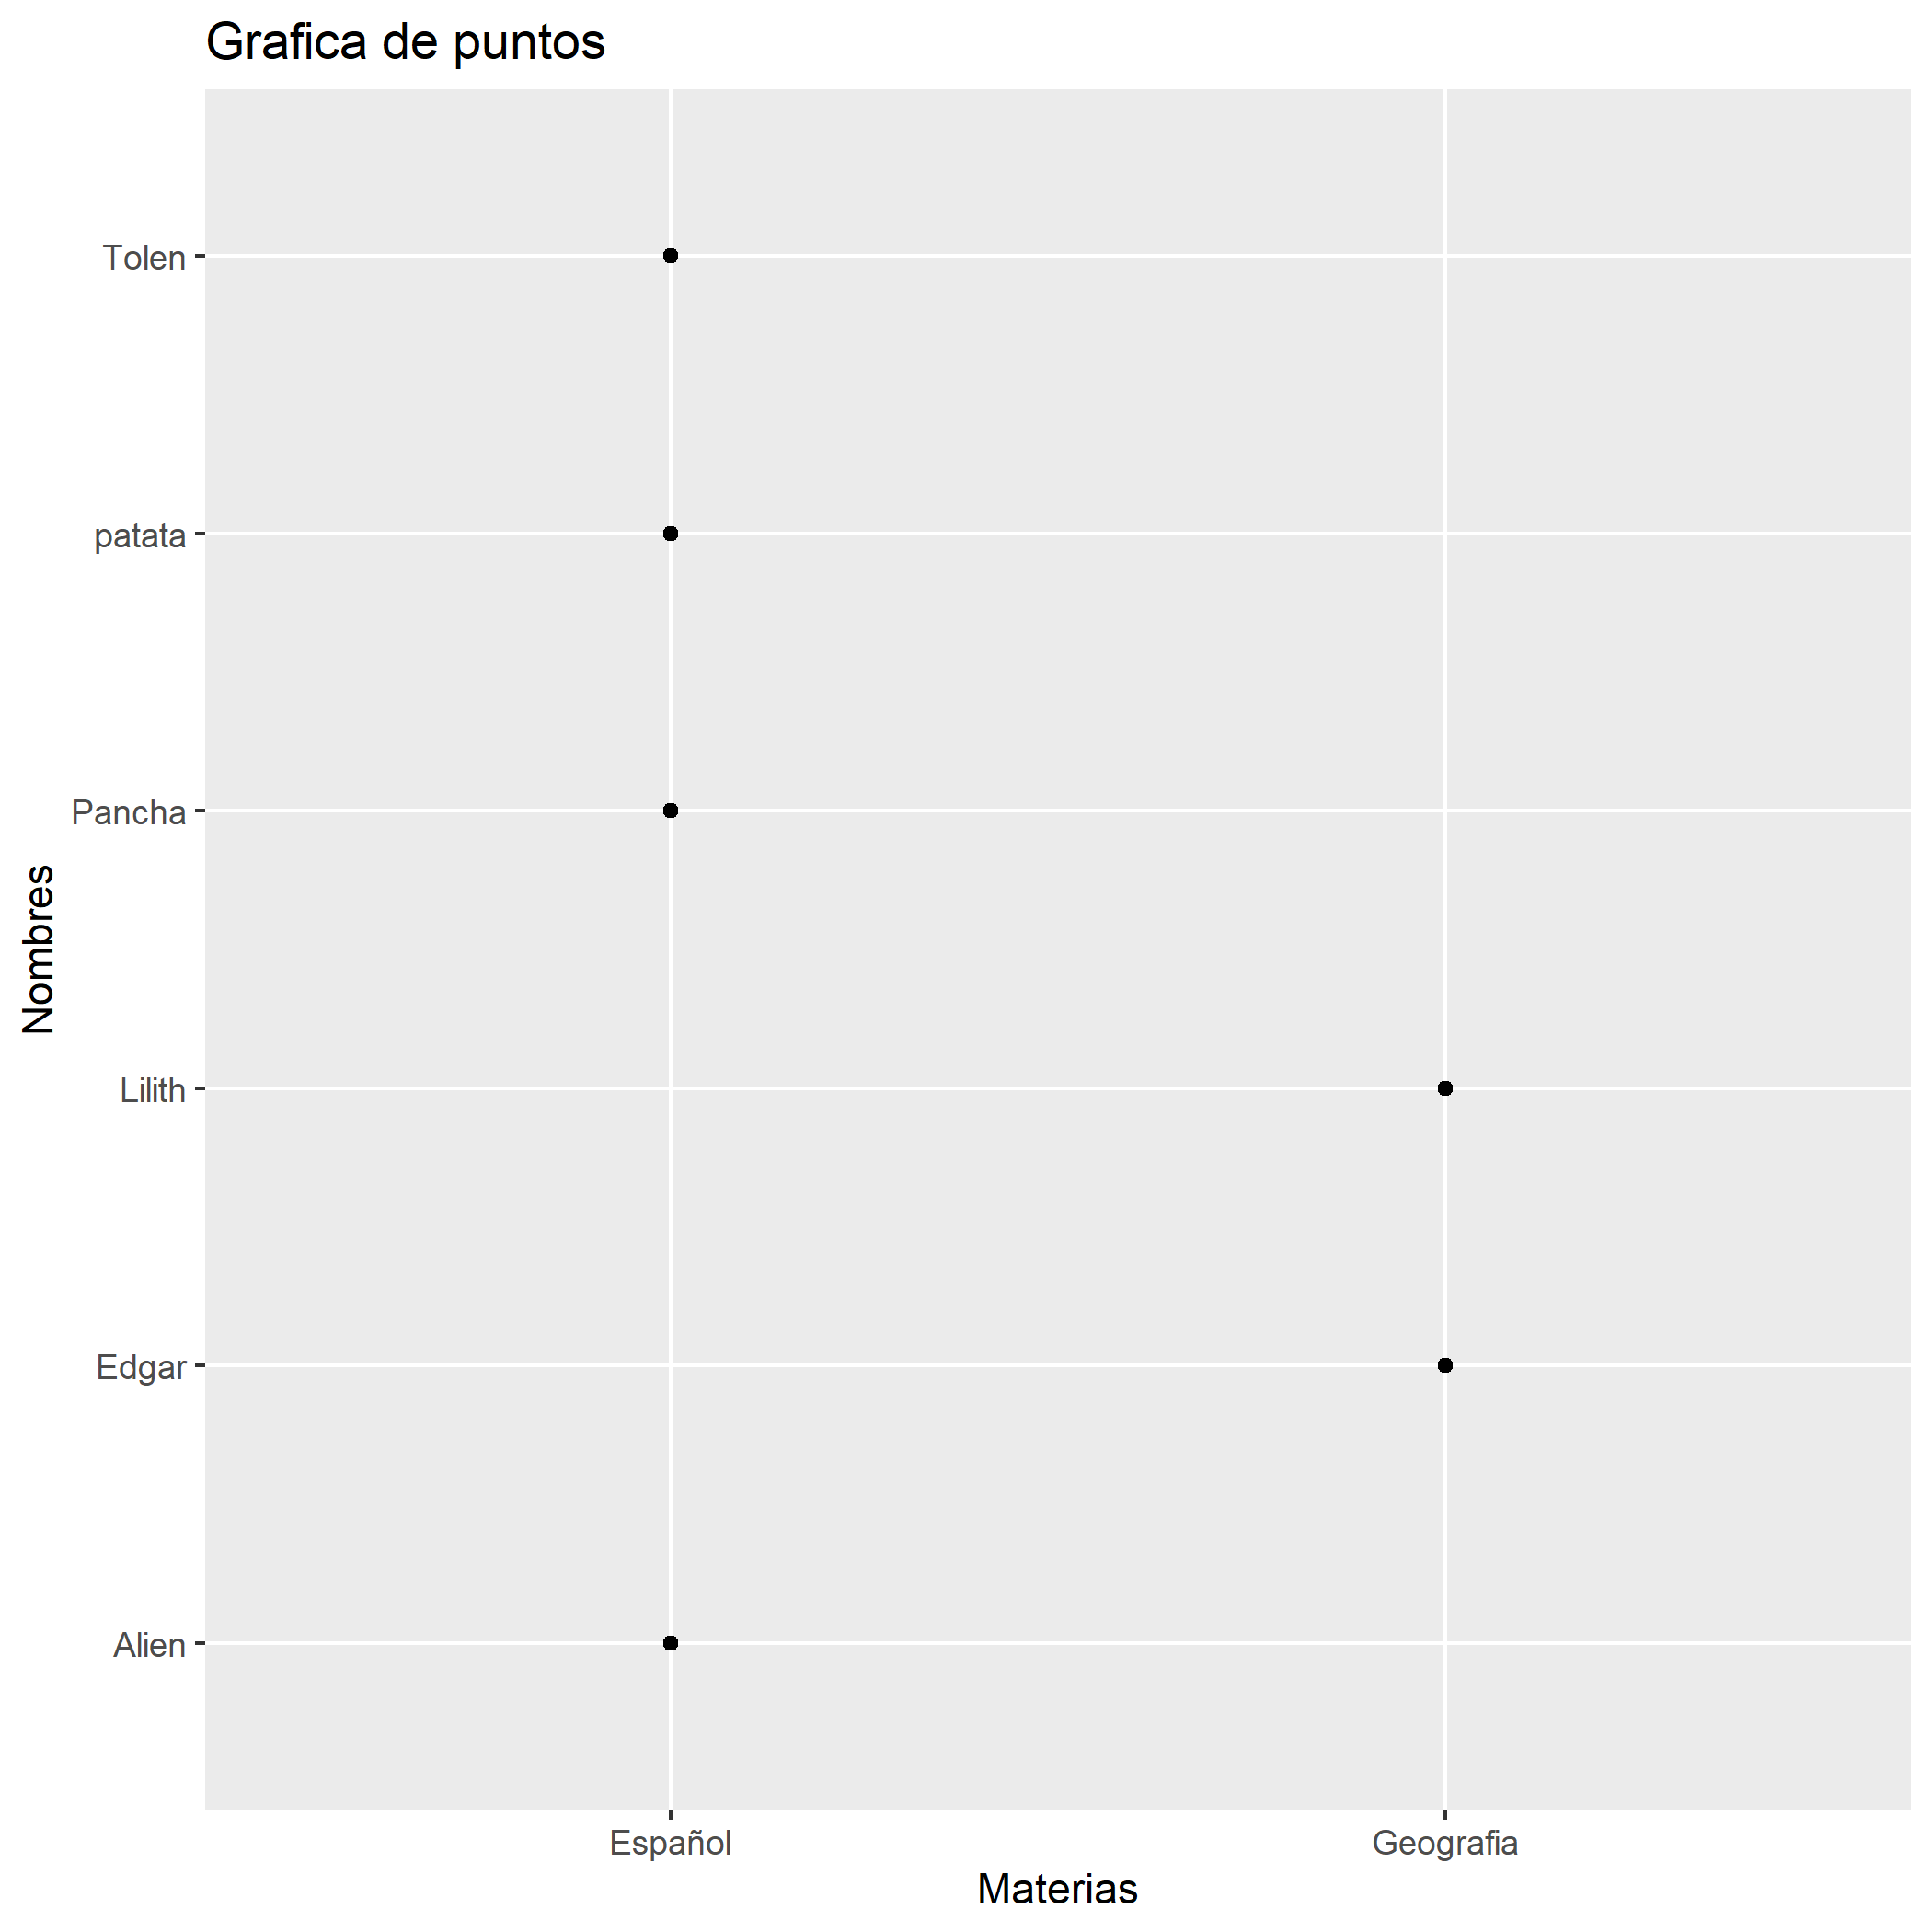 Grafica de puntos
Tolen
patata
Pancha
Nombres
Lilith
Edgar
Alien
Español
Geografia
Materias